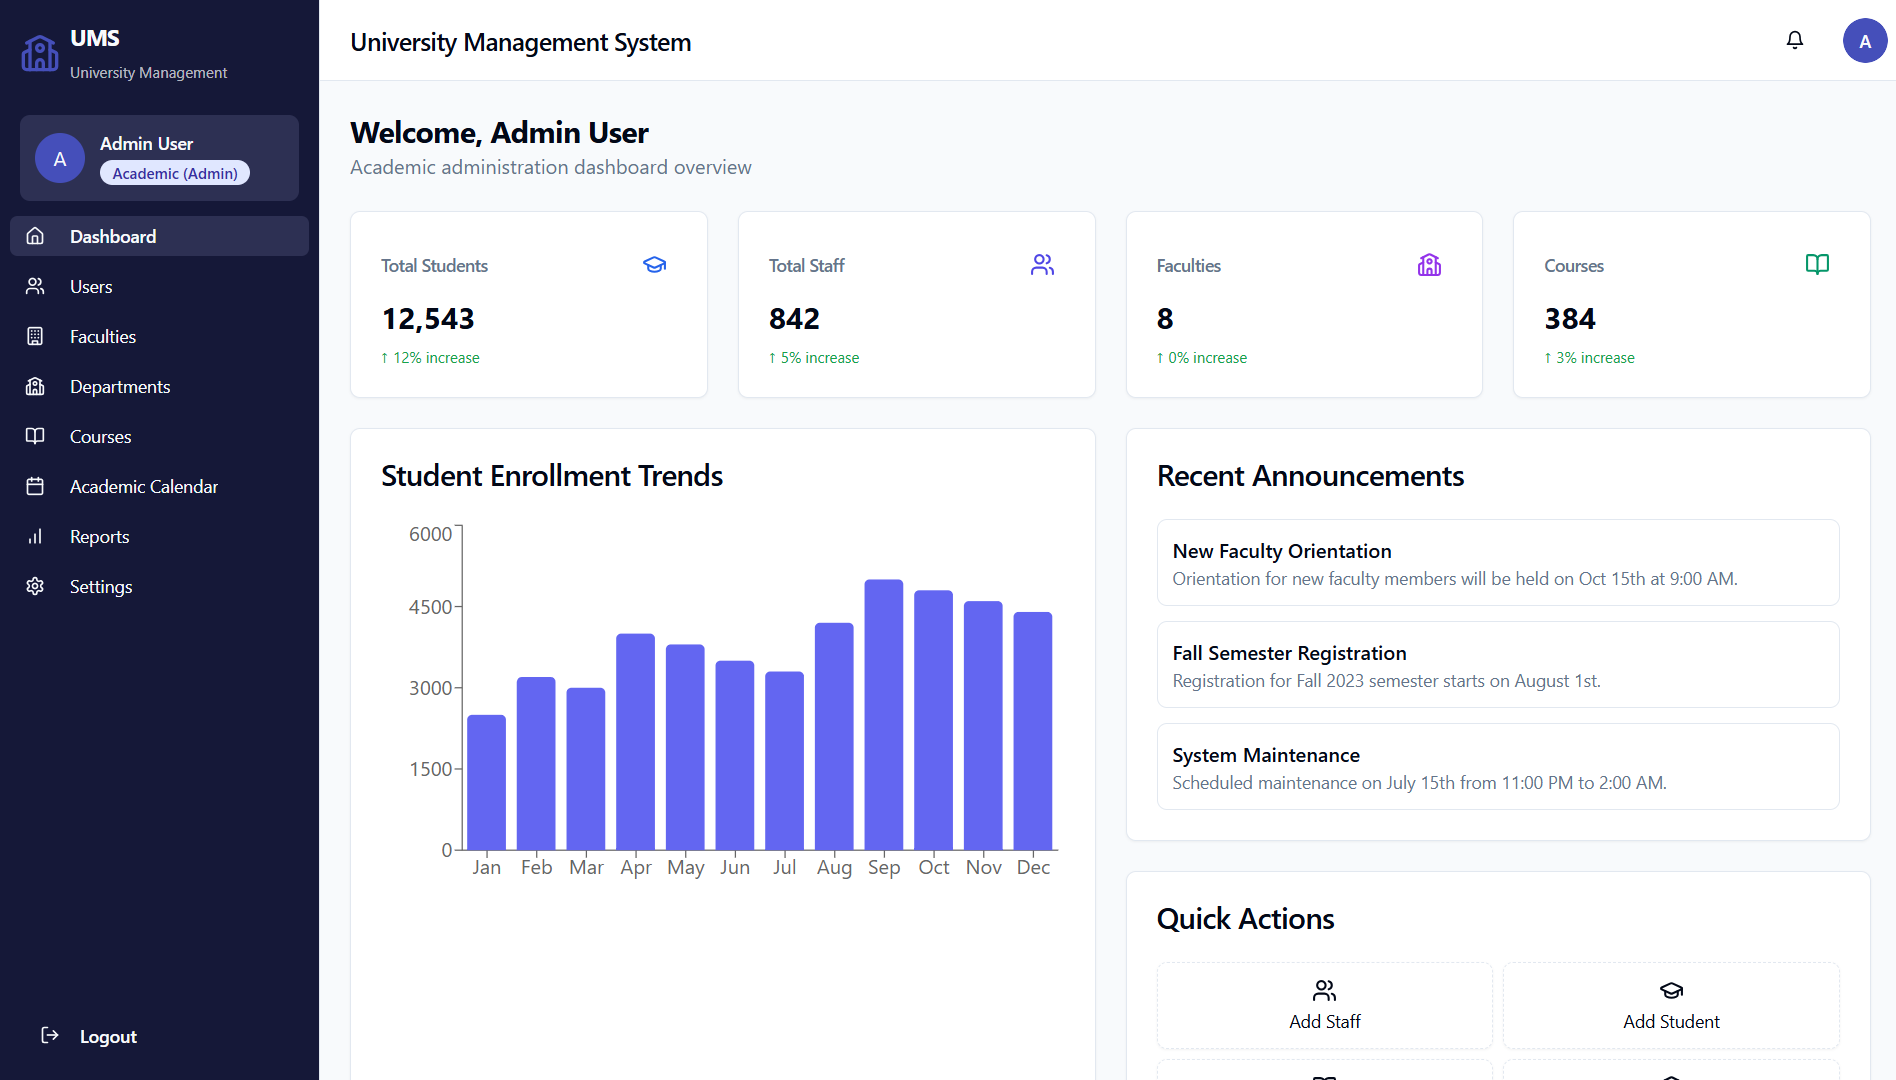 UMS
University Management
A
Admin User
Academic (Admin)
Dashboard
Users
Faculties
Departments
Courses
Academic Calendar
Reports
Settings
Logout
University Management System
A
Welcome, Admin User
Academic administration dashboard overview
Total Students
12,543
↑ 12% increase
Total Staff
842
↑ 5% increase
Faculties
8
↑ 0% increase
Courses
384
↑ 3% increase
Student Enrollment Trends
6000
4500
3000
1500
0
Jan Feb Mar Apr May Jun Jul Aug Sep Oct Nov Dec
Recent Announcements
New Faculty Orientation
Orientation for new faculty members will be held on Oct 15th at 9:00 AM.
Fall Semester Registration
Registration for Fall 2023 semester starts on August 1st.
System Maintenance
Scheduled maintenance on July 15th from 11:00 PM to 2:00 AM.
Quick Actions
Add Staff
Add Student